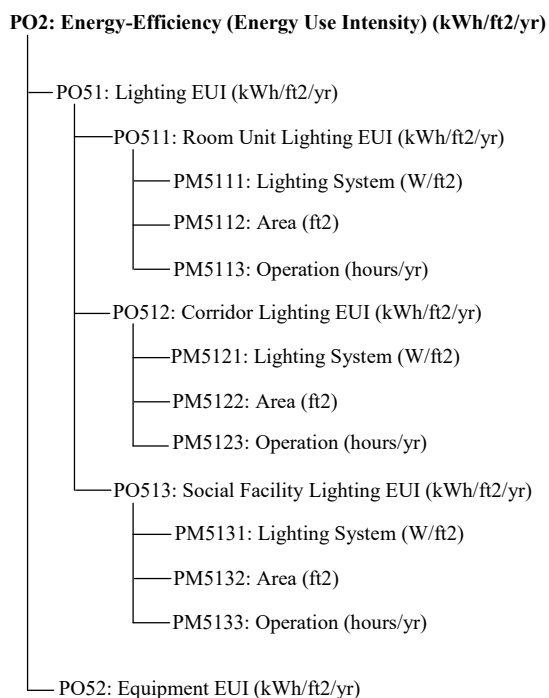 PO2: Energy-Efficiency (Energy Use Intensity) (kWh/ft2/yr)
PO51: Lighting EUI (kWh/ft2/yr)
PO511: Room Unit Lighting EUI (kWh/ft2/yr)
PM5111: Lighting System (W/ft2)
PM5112: Area (ft2)
PM5113: Operation (hours/yr)
PO512: Corridor Lighting EUI (kWh/ft2/yr)
PM5121: Lighting System (W/ft2)
PM5122: Area (ft2)
PM5123: Operation (hours/yr)
PO513: Social Facility Lighting EUI (kWh/ft2/yr)
PM5131: Lighting System (W/ft2)
PM5132: Area (ft2)
PM5133: Operation (hours/yr)
PO52: Equipment EUI (kWh/ft2/yr)